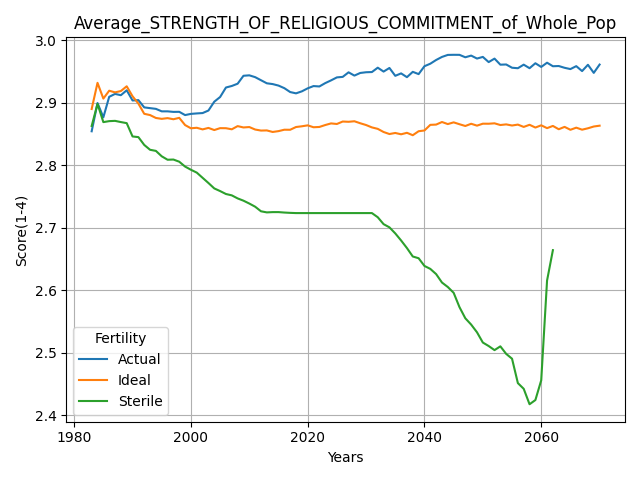 Average_STRENGTH_OF_RELIGIOUS_COMMITMENT_of_Whole_Pop
3.0
2.9
2.8
2.7
2.6
2.5
2.4
Score(1-4)
Fertility
Actual
Ideal
Sterile
1980
2000
2020
2040
2060
Years